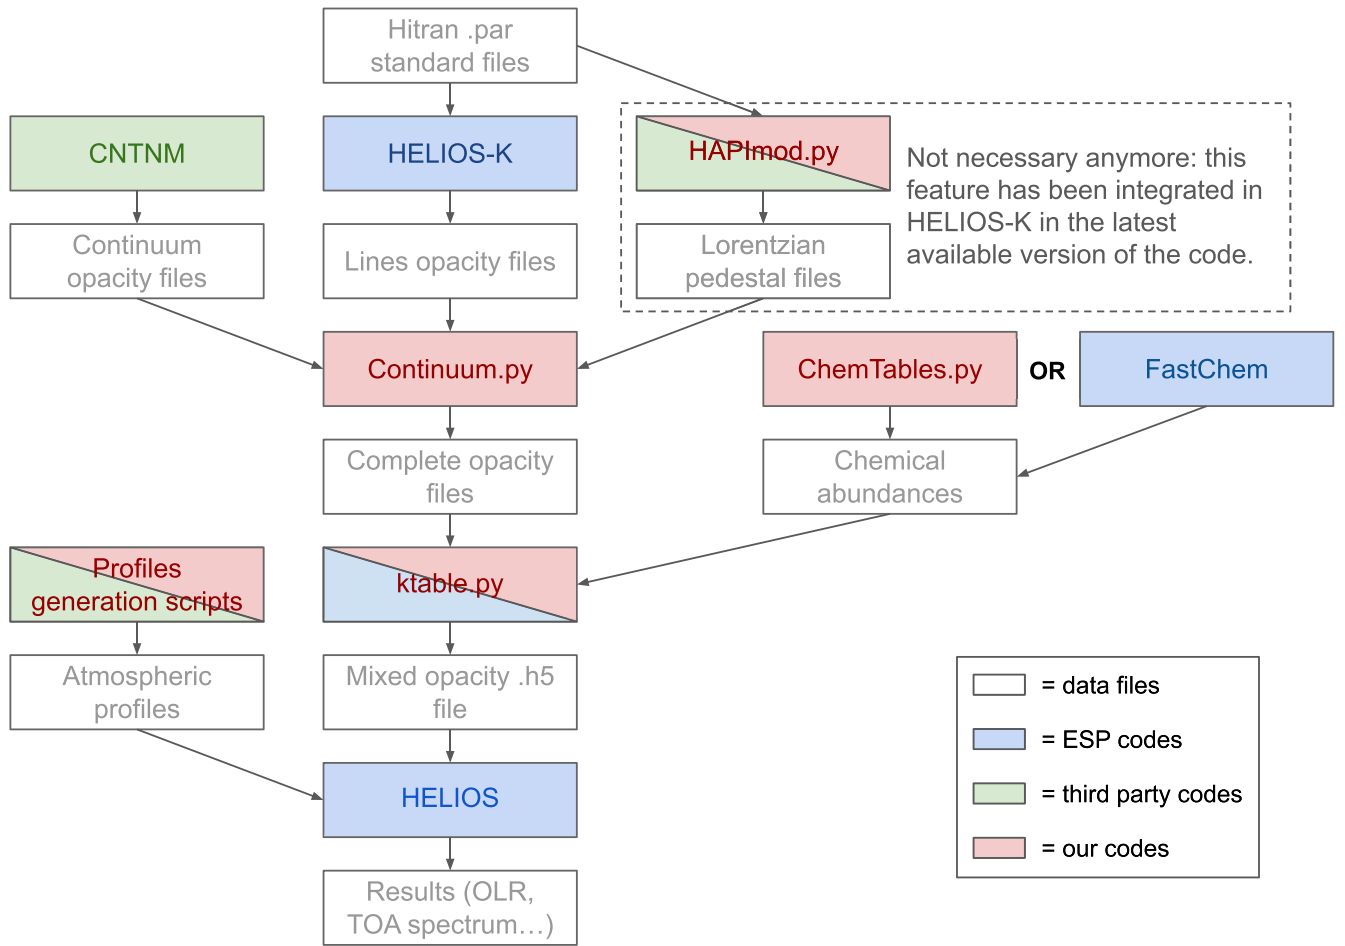 Hitran .par
standard files
CNTNM
HELIOS-K
HAPImod.py
Not necessary anymore: this
feature has been integrated in
HELIOS-K in the latest
available version of the code.
Continuum
opacity files
Lines opacity files
Lorentzian
pedestal files
Continuum.py
ChemTables.py
OR
FastChem
Complete opacity
files
Chemical
abundances
Profiles
generation scripts
ktable.py
Atmospheric
profiles
Mixed opacity .h5
file
HELIOS
Results (OLR,
TOA spectrum…)
= data files
= ESP codes
= third party codes
= our codes